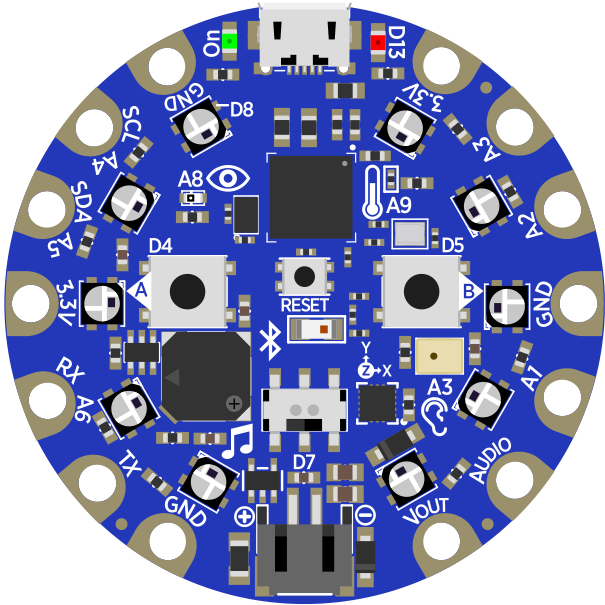 On
D13
GND
D8
3.3V
SCL
A4
A3
A8
A9
SDA
A5
A2
D4
D5
3.3V
A
B
GND
RESET
Y
Z
X
RX
A6
A3
A1
TX
D7
AUDIO
GND
VOUT
+
−